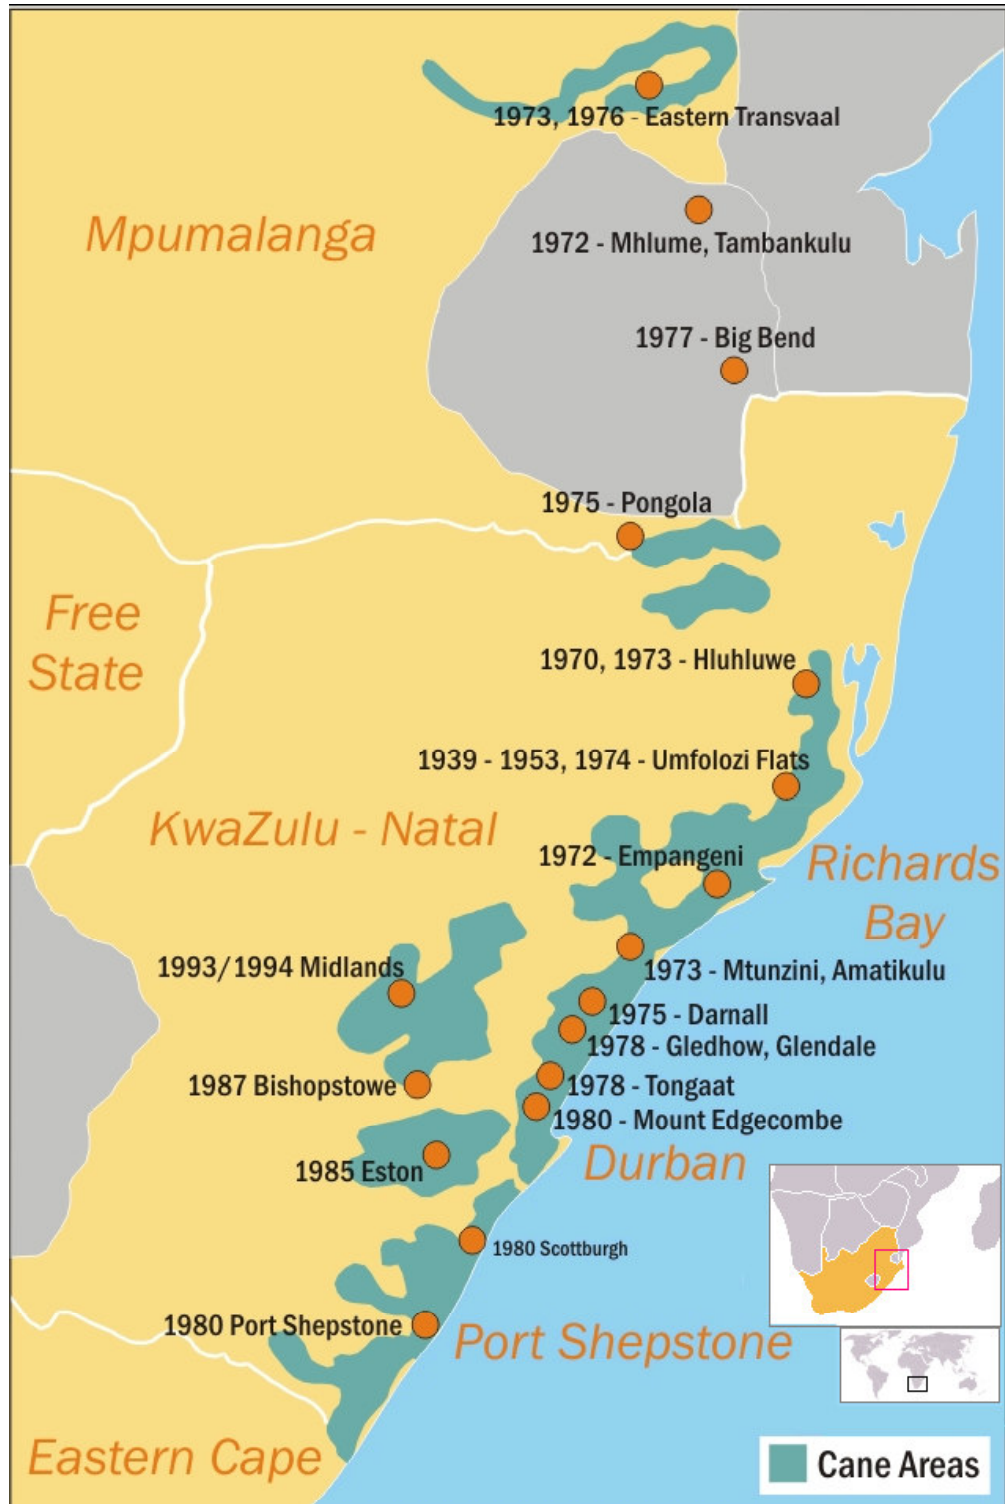 1973, 1976 - Eastern Transvaal
Mpumalanga
1972 - Mhlume, Tambankulu
1977 - Big Bend
1975 - Pongola
Free
State
1970, 1973 - Hluhluwe
1939 - 1953, 1974 - Umfolozi Flats
KwaZulu - Natal
1972 - Empangeni
Richards
Bay
1993/1994 Midlands
1973 - Mtunzini, Amatikulu
1975 - Darnall
1978 - Gledhow, Glendale
1987 Bishopstowe
1978 - Tongaat
1980 - Mount Edgecombe
Durban
1985 Eston
1980 Scottburgh
1980 Port Shepstone
Port Shepstone
Eastern Cape
Cane Areas